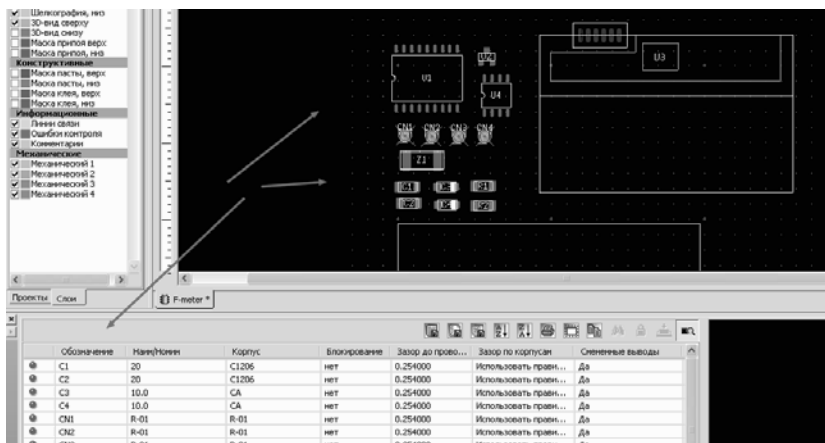 Шелкография, низ
3D-вид сверху
3D-вид снизу
Маска припоя верх
Маска припоя, низ
Конструктивные
Маска пасты, верх
Маска пасты, низ
Маска клея, верх
Маска клея, низ
Информационные
Линии связи
Ошибки контроля
Комментарии
Механические
Механический 1
Механический 2
Механический 3
Механический 4
Проекты Слои
F-meter *
U1
U4
U3
CN1 CN2 CN3 CN4
Z1
Обозначение Наим/Номин Корпус Блокирование Зазор до прово... Зазор по корпусам Смененные выводы
C1 20 C1206 нет 0.254000 Использовать прави... Да
C2 20 C1206 нет 0.254000 Использовать прави... Да
C3 10.0 CA нет 0.254000 Использовать прави... Да
C4 10.0 CA нет 0.254000 Использовать прави... Да
CN1 R-01 R-01 нет 0.254000 Использовать прави... Да
CN2 R-01 R-01 нет 0.254000 Использовать прави... Да